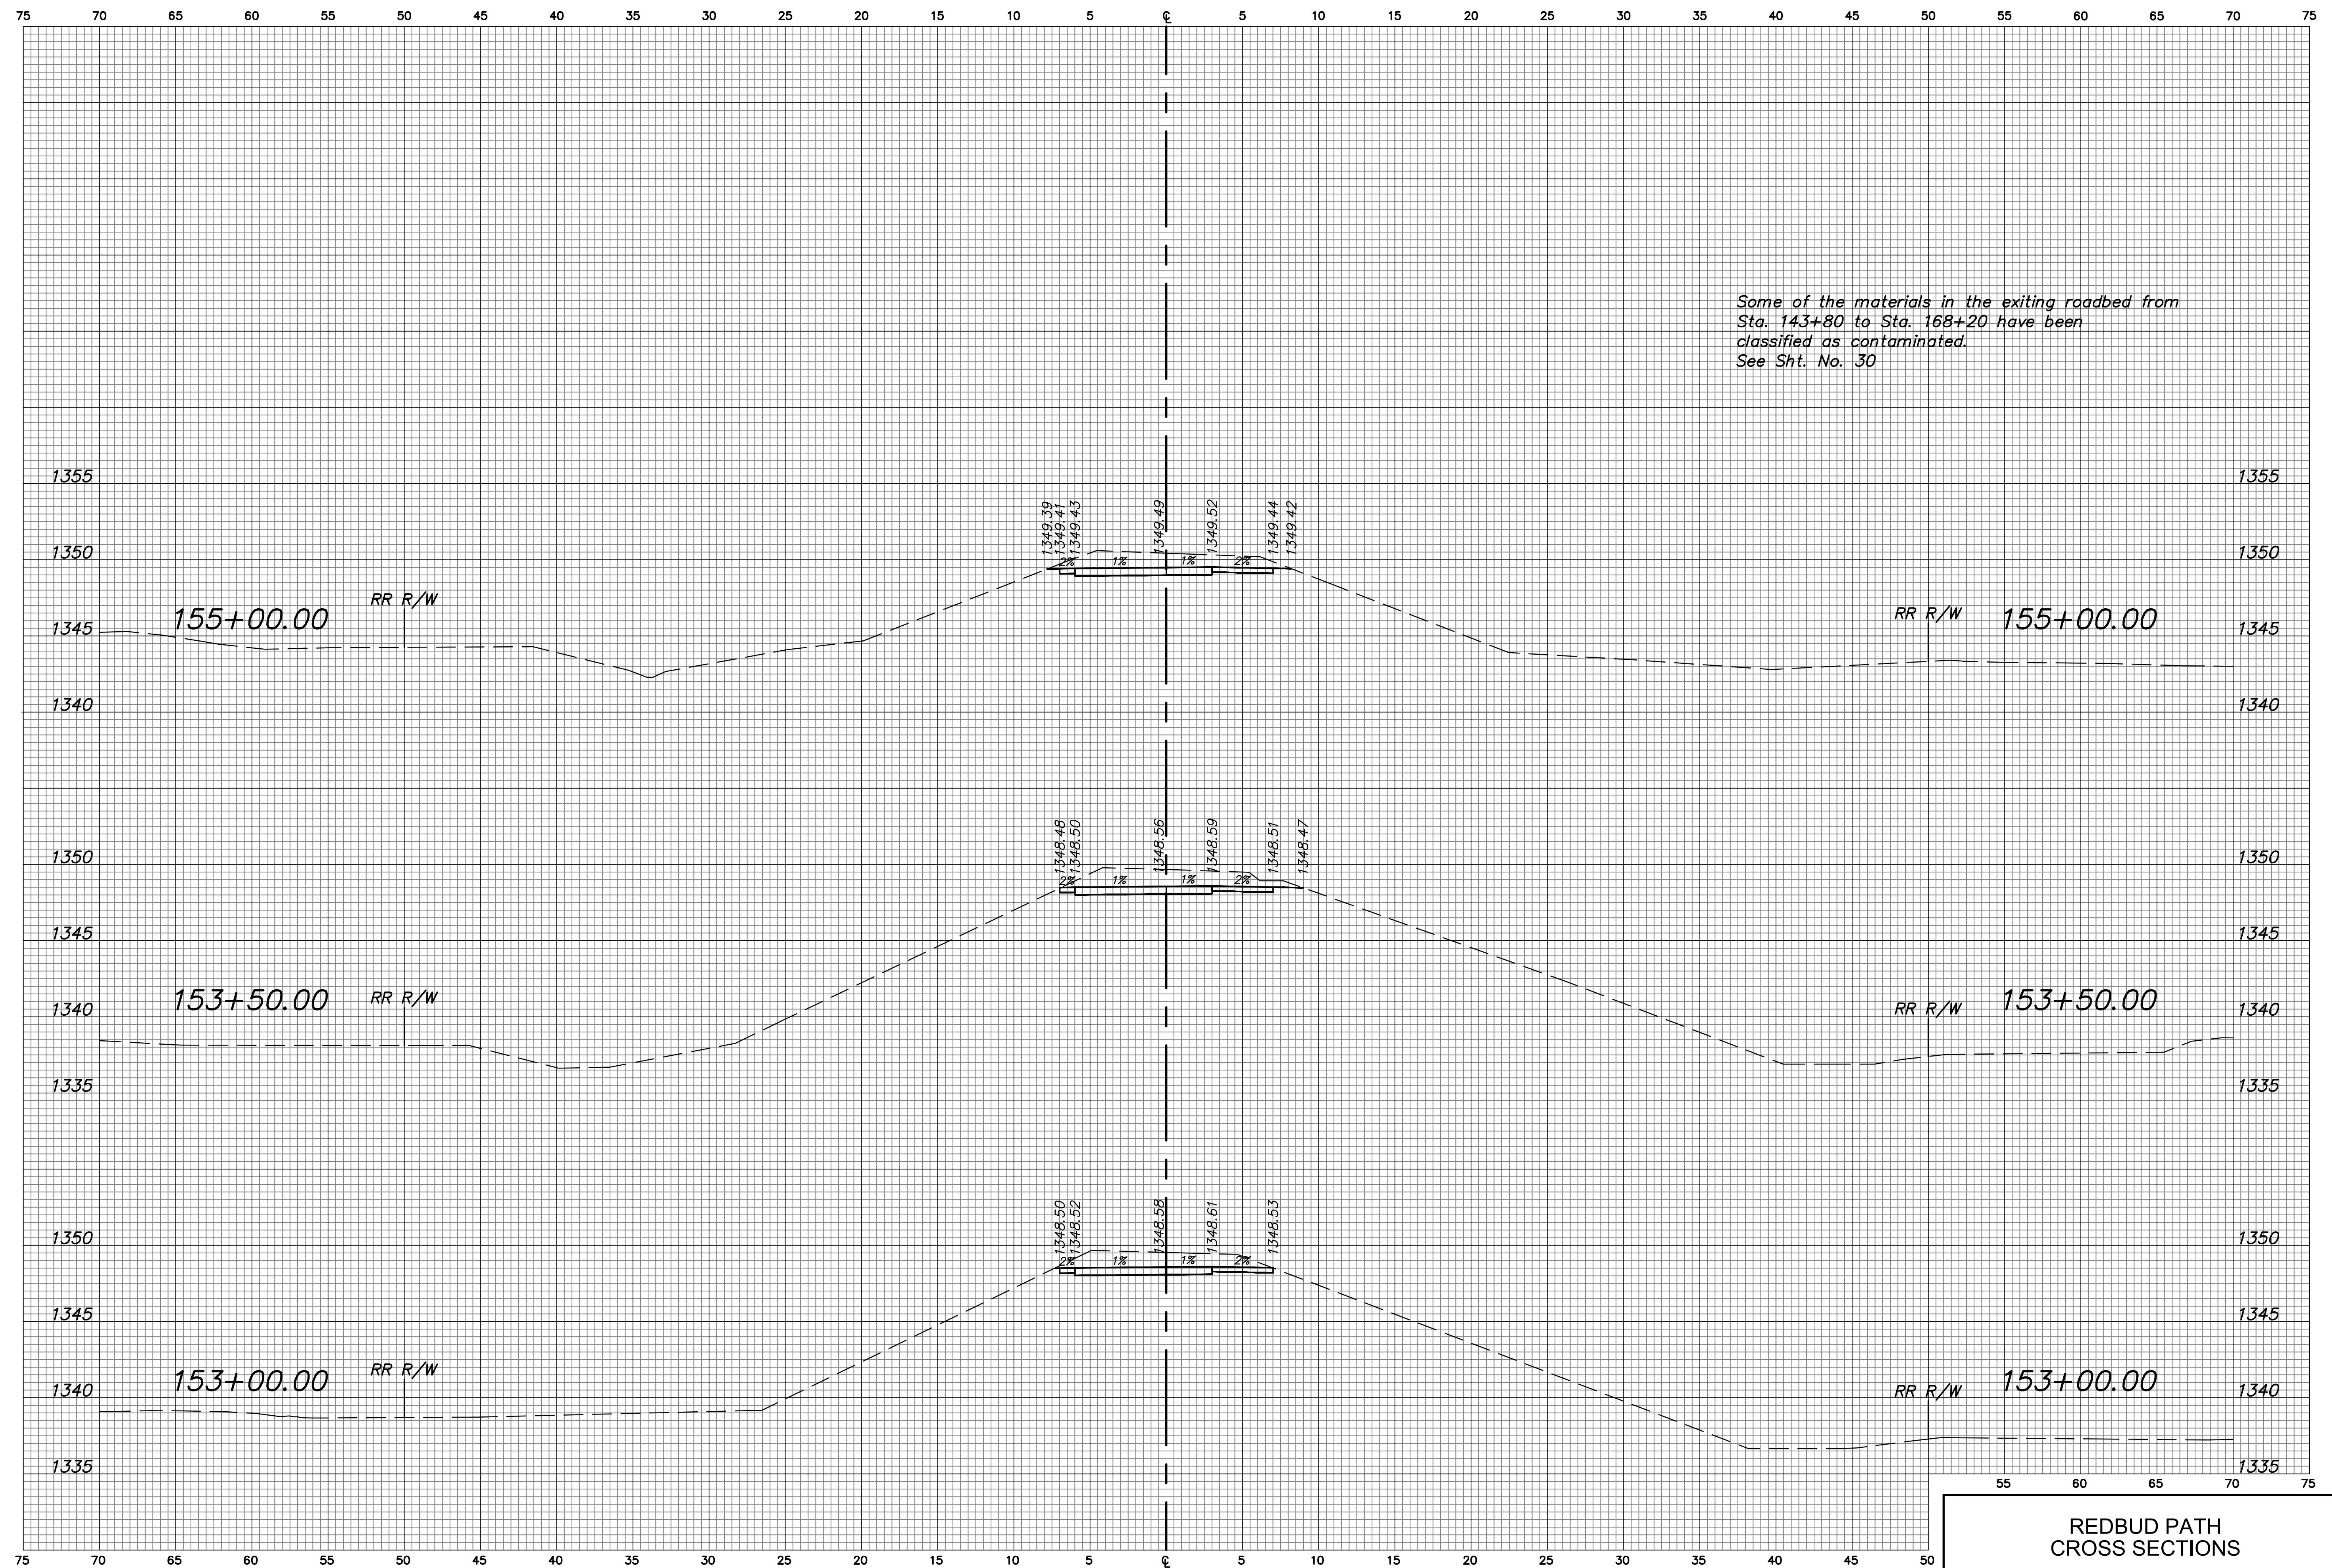 75 70 65 60 55 50 45 40 35 30 25 20 15 10 5 ℄ 5 10 15 20 25 30 35 40 45 50 55 60 65 70 75
Some of the materials in the exiting roadbed from
Sta. 143+80 to Sta. 168+20 have been
classified as contaminated.
See Sht. No. 30
1355 1355
1349.39 1349.41 1349.43 1349.49 1349.52 1349.44 1349.42
1350 1350
2% 1% 1% 2%
RR R/W RR R/W
155+00.00 155+00.00
1345 1345
1340 1340
1348.48 1348.50 1348.56 1348.59 1348.51 1348.47
1350 1350
2% 1% 1% 2%
1345 1345
RR R/W RR R/W
153+50.00 153+50.00
1340 1340
1335 1335
1348.50 1348.52 1348.58 1348.61 1348.53
1350 1350
2% 1% 1% 2%
1345 1345
RR R/W RR R/W
153+00.00 153+00.00
1340 1340
1335 1335
55 60 65 70 75
REDBUD PATH
CROSS SECTIONS
75 70 65 60 55 50 45 40 35 30 25 20 15 10 5 ℄ 5 10 15 20 25 30 35 40 45 50